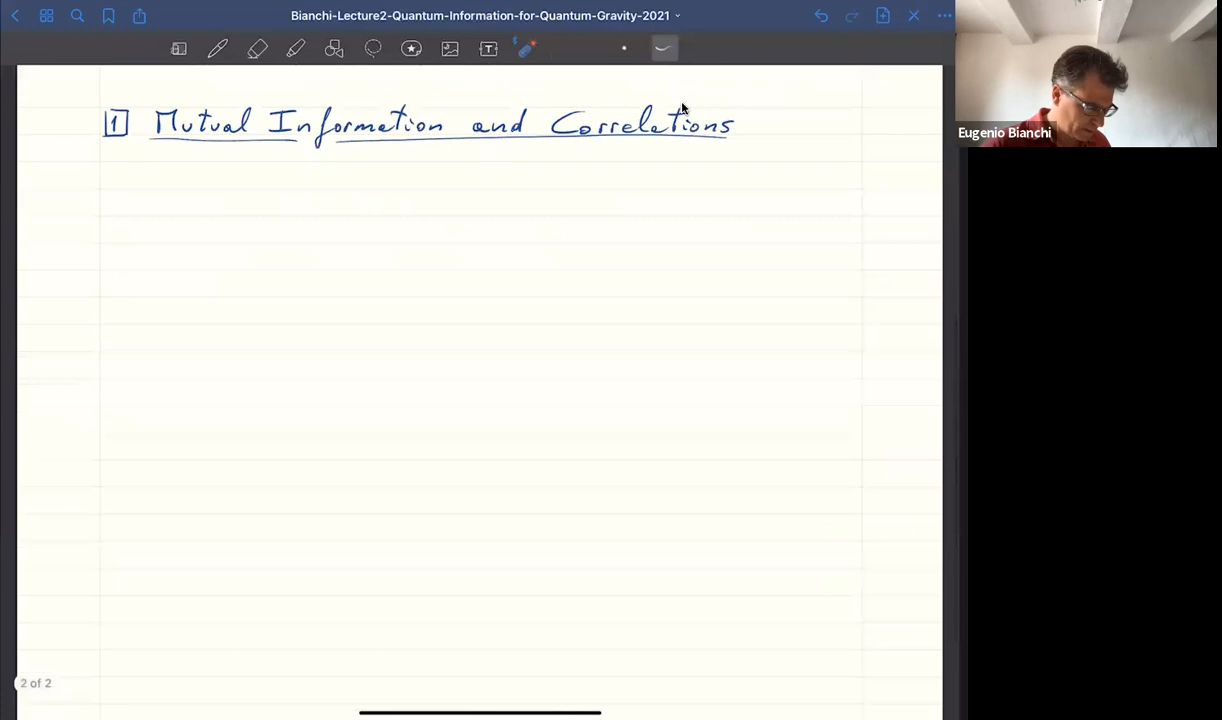 Bianchi-Lecture2-Quantum-Information-for-Quantum-Gravity-2021
1 Mutual Information and Correlations
Eugenio Bianchi
2 of 2